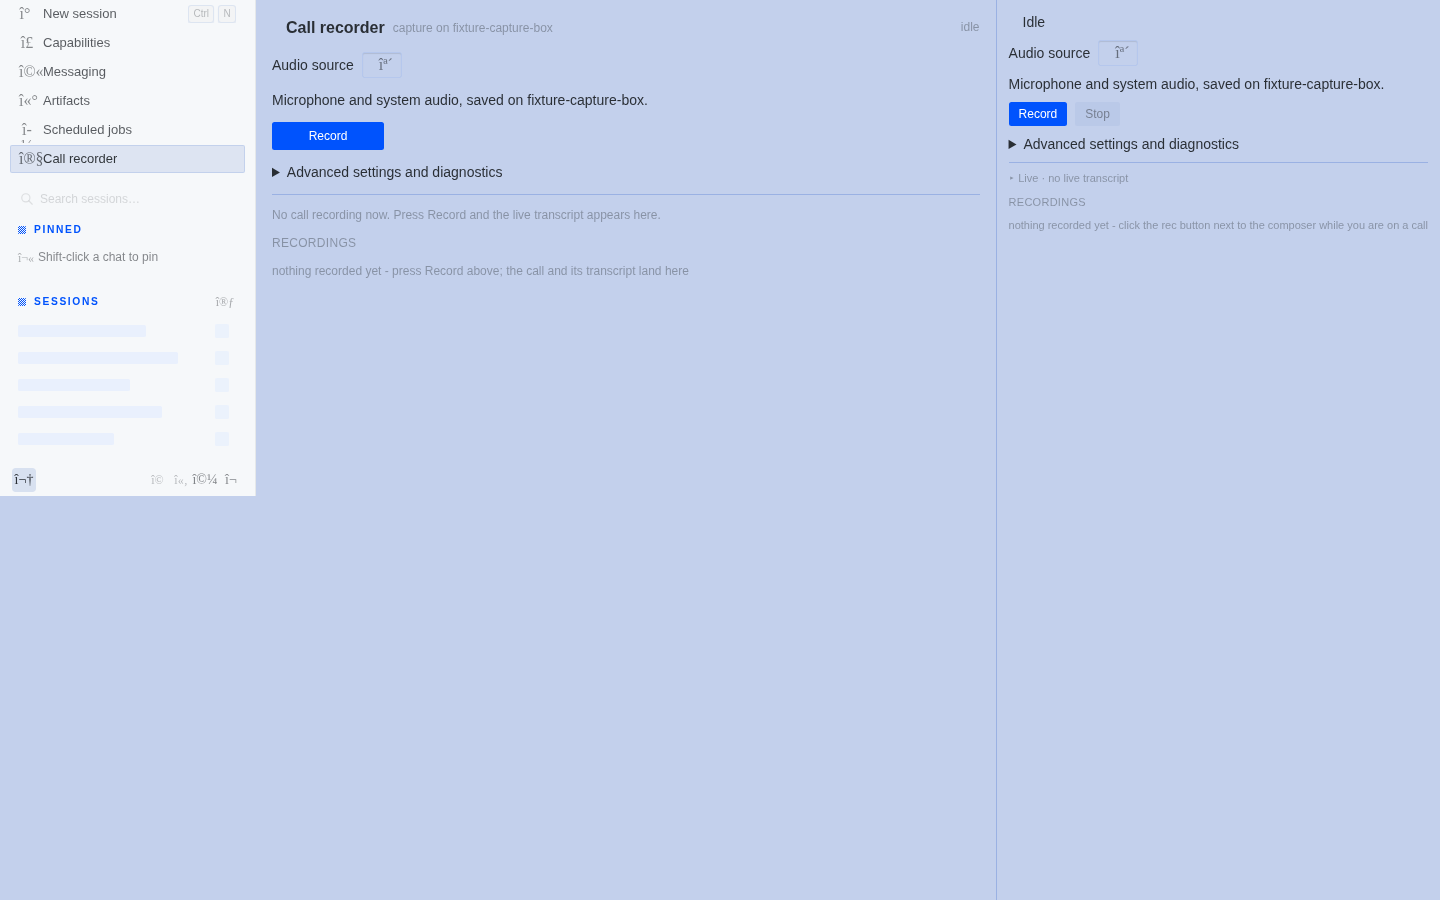 New session Ctrl N
Capabilities
Messaging
Artifacts
Scheduled jobs
Call recorder
Search sessions…
PINNED
Shift-click a chat to pin
SESSIONS
Call recorder capture on fixture-capture-box idle
Audio source
Microphone and system audio, saved on fixture-capture-box.
Record
Advanced settings and diagnostics
No call recording now. Press Record and the live transcript appears here.
RECORDINGS
nothing recorded yet - press Record above; the call and its transcript land here
Idle
Audio source
Microphone and system audio, saved on fixture-capture-box.
Record Stop
Advanced settings and diagnostics
Live · no live transcript
RECORDINGS
nothing recorded yet - click the rec button next to the composer while you are on a call